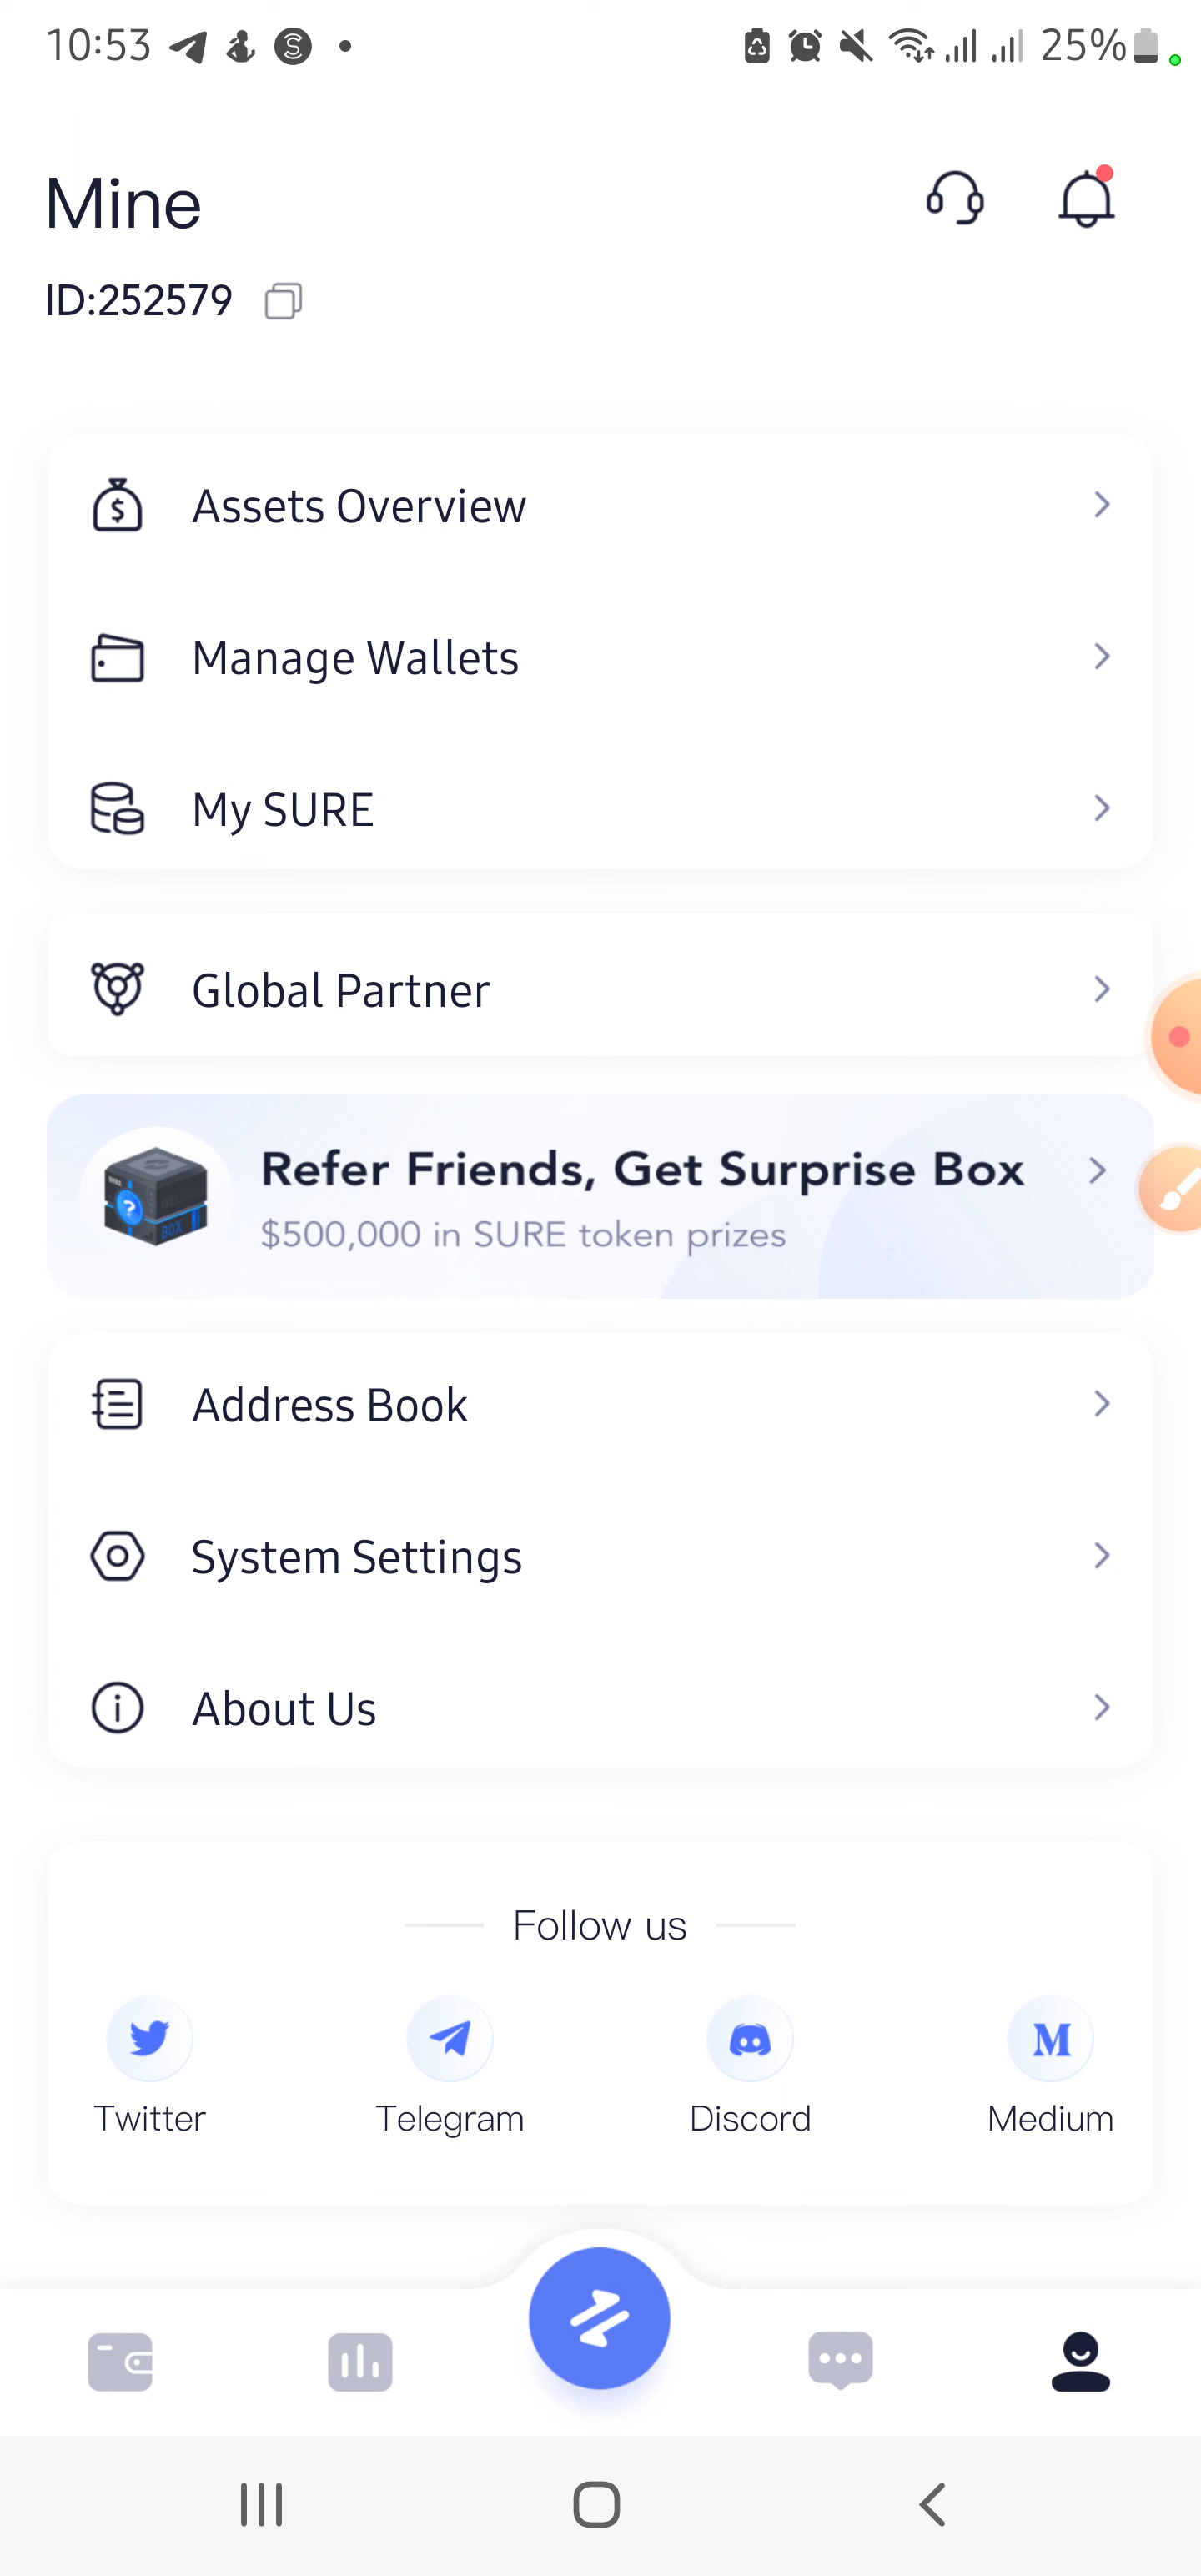 10:53
25%
Mine
ID:252579
Assets Overview
Manage Wallets
My SURE
Global Partner
Refer Friends, Get Surprise Box
$500,000 in SURE token prizes
Address Book
System Settings
About Us
Follow us
Twitter
Telegram
Discord
Medium